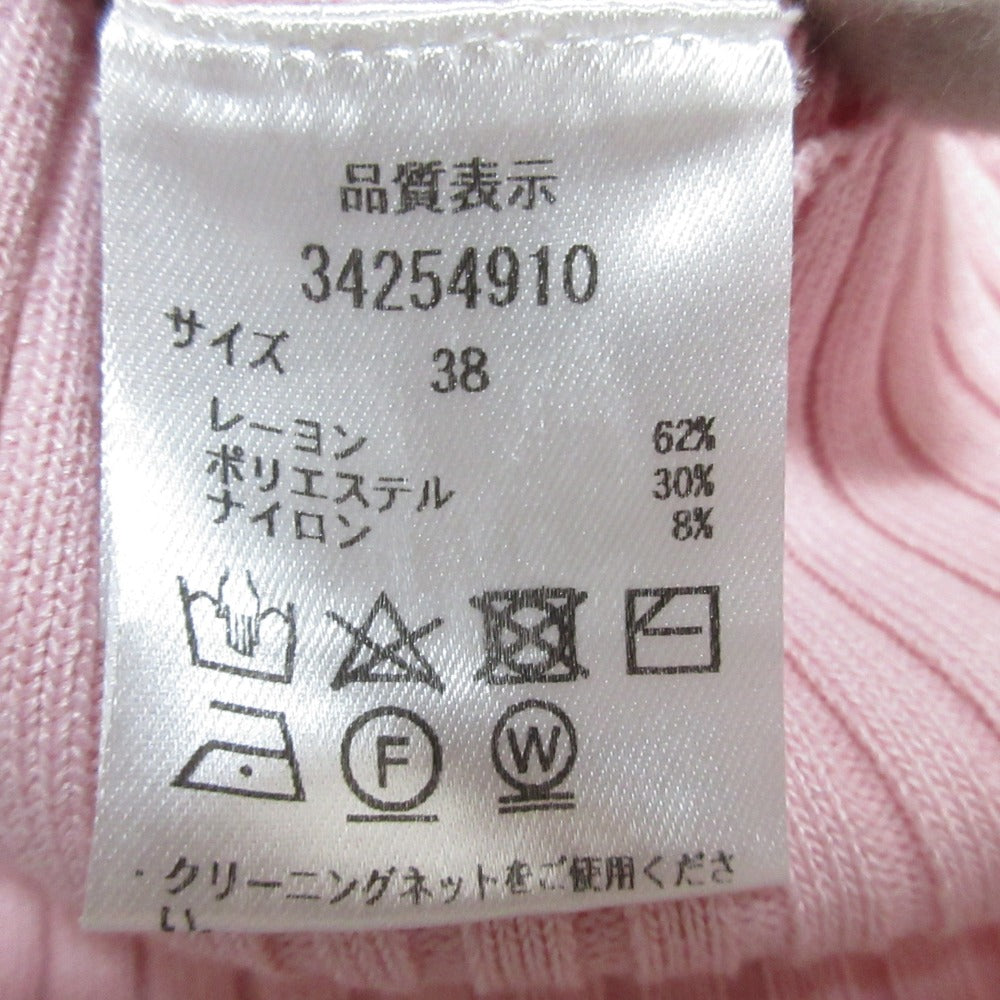 品質表示
34254910
サイズ 38
レーヨン 62%
ポリエステル 30%
ナイロン 8%
F W
・クリーニングネットをご使用くださ
い。